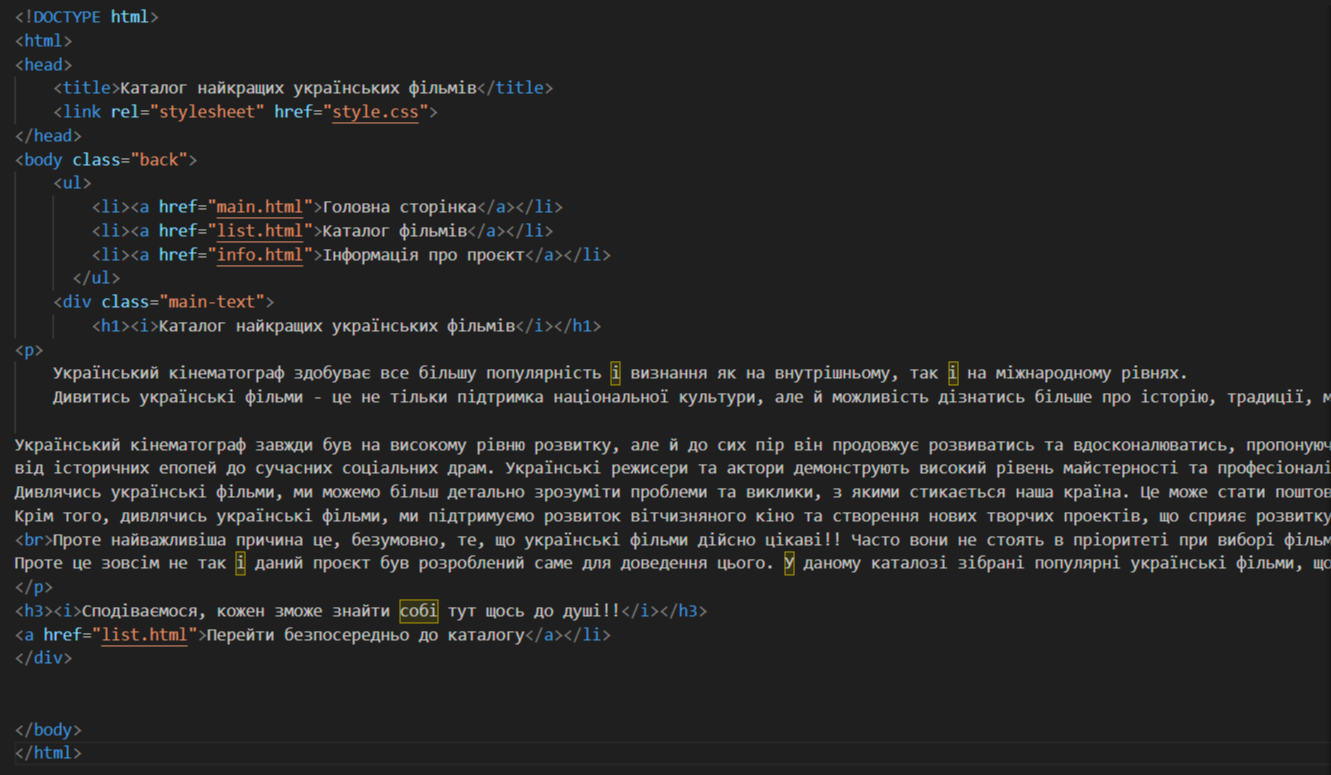 <!DOCTYPE html>
<html>
<head>
<title>Каталог найкращих українських фільмів</title>
<link rel="stylesheet" href="style.css">
</head>
<body class="back">
<ul>
<li><a href="main.html">Головна сторінка</a></li>
<li><a href="list.html">Каталог фільмів</a></li>
<li><a href="info.html">Інформація про проєкт</a></li>
</ul>
<div class="main-text">
<h1><i>Каталог найкращих українських фільмів</i></h1>
<p>
Український кінематограф здобуває все більшу популярність і визнання як на внутрішньому, так і на міжнародному рівнях.
Дивитись українські фільми - це не тільки підтримка національної культури, але й можливість дізнатись більше про історію, традиції,
Український кінематограф завжди був на високому рівню розвитку, але й до сих пір він продовжує розвиватись та вдосконалюватись,
від історичних епопей до сучасних соціальних драм. Українські режисери та актори демонструють високий рівень майстерності та
Дивлячись українські фільми, ми можемо більш детально зрозуміти проблеми та виклики, з якими стикається наша країна. Це може стати
Крім того, дивлячись українські фільми, ми підтримуємо розвиток вітчизняного кіно та створення нових творчих проектів, що сприяє розвитку
<br>Проте найважливіша причина це, безумовно, те, що українські фільми дійсно цікаві!! Часто вони не стоять в пріоритеті при виборі
Проте це зовсім не так і даний проєкт був розроблений саме для доведення цього. У даному каталозі зібрані популярні українські фільми,
</p>
<h3><i>Сподіваємося, кожен зможе знайти собі тут щось до душі!!</i></h3>
<a href="list.html">Перейти безпосередньо до каталогу</a></li>
</div>
</body>
</html>